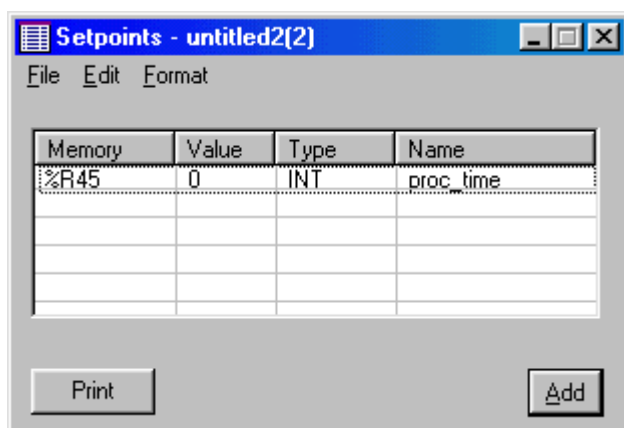 Setpoints - untitled2(2)
File Edit Format
Memory Value Type Name
%R45 0 INT proc_time
Print Add